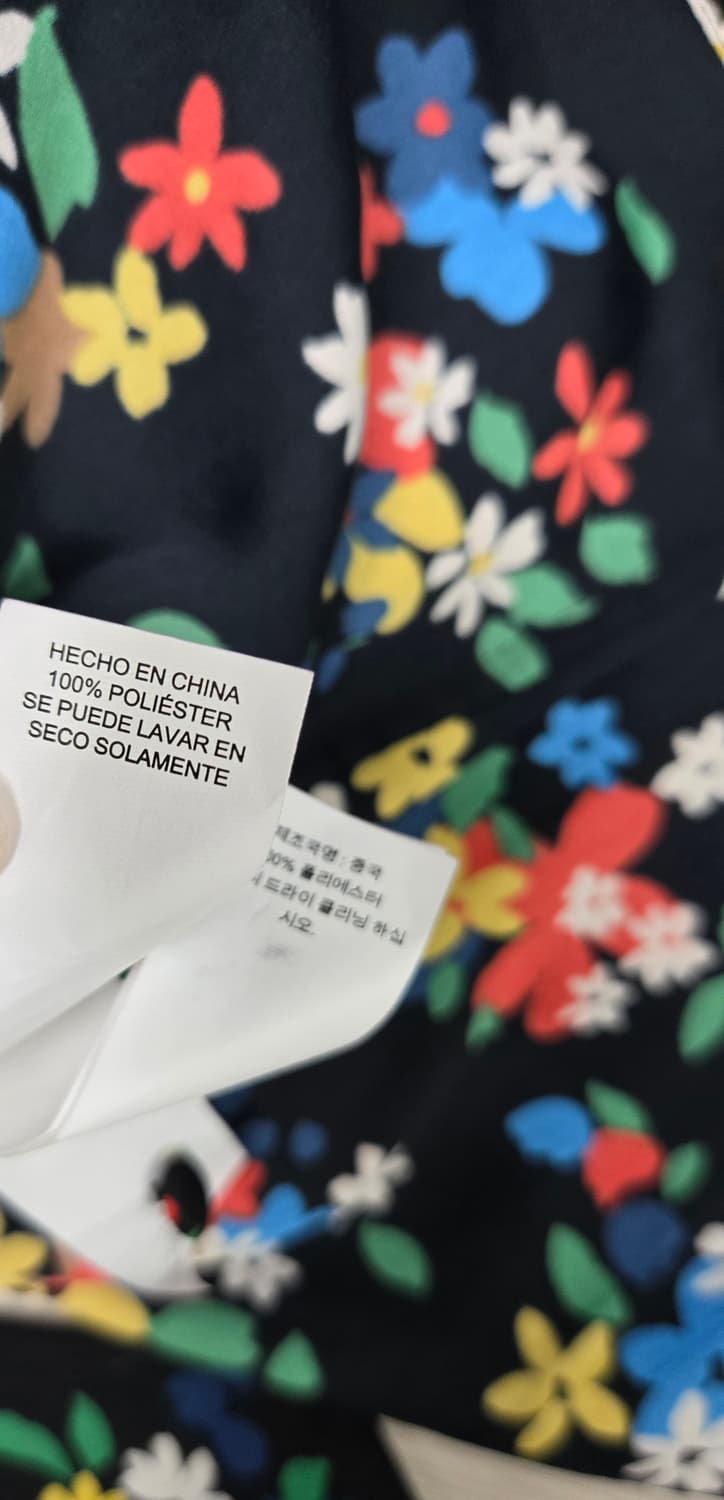 HECHO EN CHINA
100% POLIÉSTER
SE PUEDE LAVAR EN
SECO SOLAMENTE
제조국명 : 중국
00% 폴리에스터
드라이 클리닝 하십
시오.